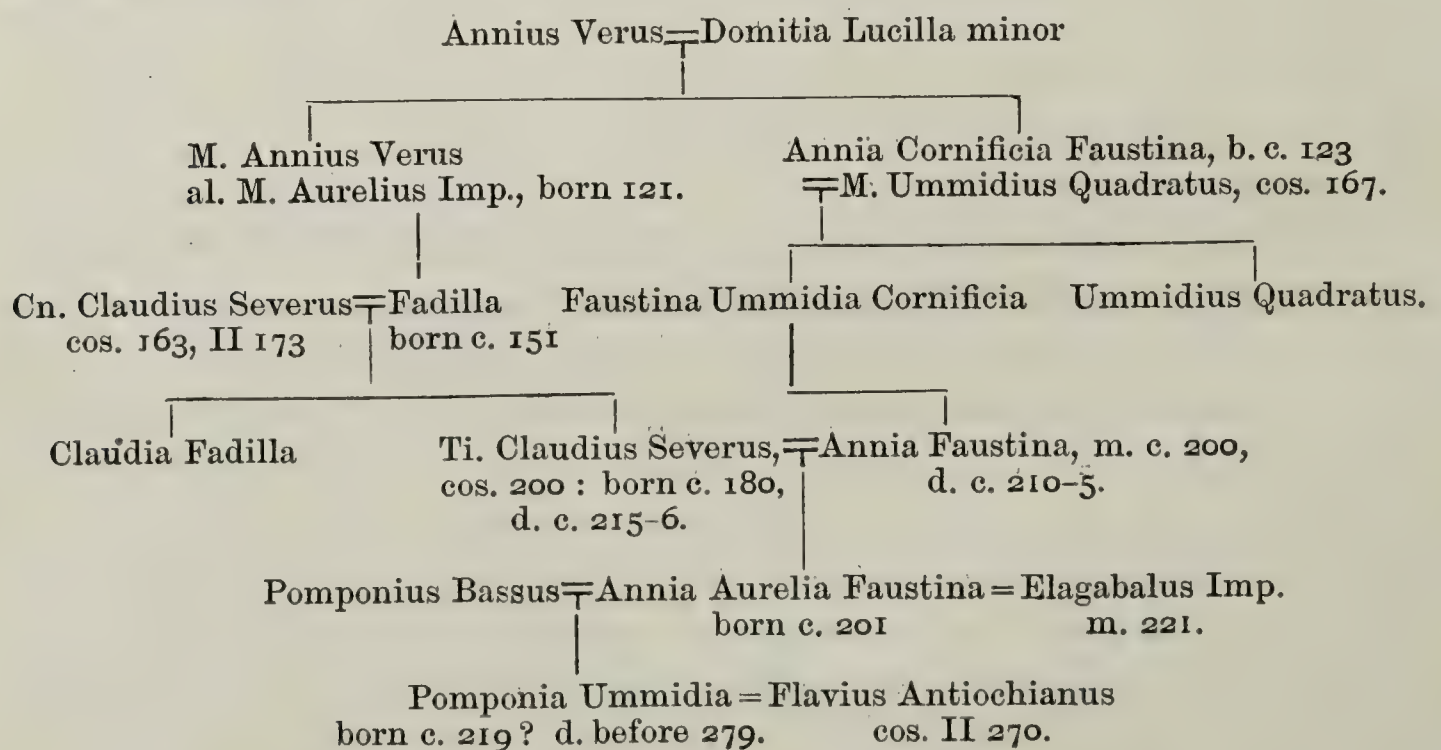 Annius Verus=Domitia Lucilla minor
M. Annius Verus
al. M. Aurelius Imp., born 121.
Annia Cornificia Faustina, b. c. 123
=M. Ummidius Quadratus, cos. 167.
Cn. Claudius Severus=Fadilla
cos. 163, II 173 born c. 151
Faustina Ummidia Cornificia Ummidius Quadratus.
Claudia Fadilla
Ti. Claudius Severus,=Annia Faustina, m. c. 200,
cos. 200 : born c. 180, d. c. 210-5.
d. c. 215-6.
Pomponius Bassus=Annia Aurelia Faustina=Elagabalus Imp.
born c. 201 m. 221.
Pomponia Ummidia=Flavius Antiochianus
born c. 219? d. before 279. cos. II 270.